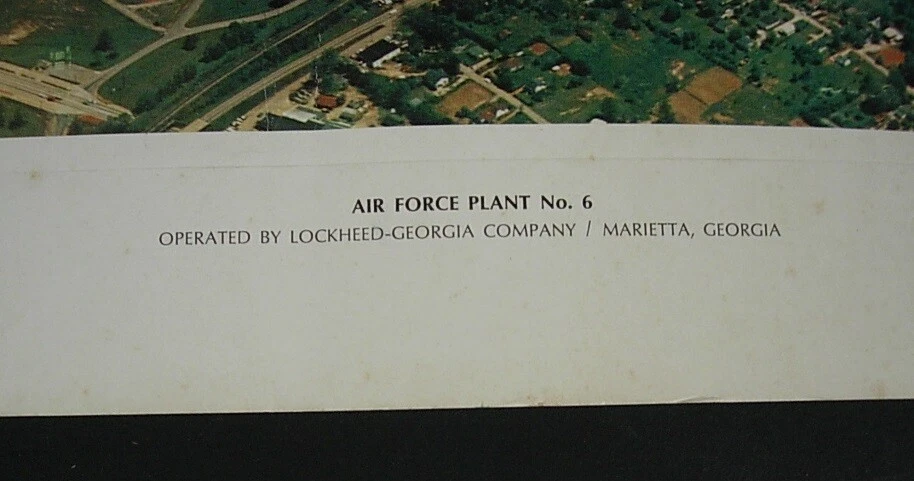 AIR FORCE PLANT No. 6
OPERATED BY LOCKHEED-GEORGIA COMPANY / MARIETTA, GEORGIA